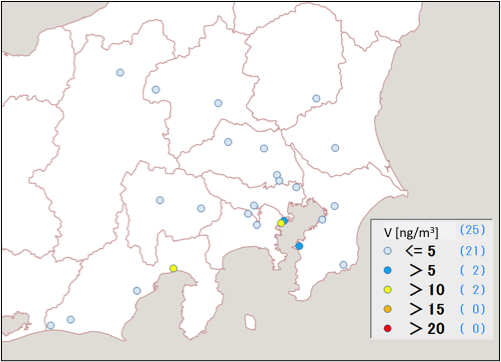 V [ng/m³] (25)
<= 5 (21)
＞ 5 ( 2)
＞ 10 ( 2)
＞ 15 ( 0)
＞ 20 ( 0)